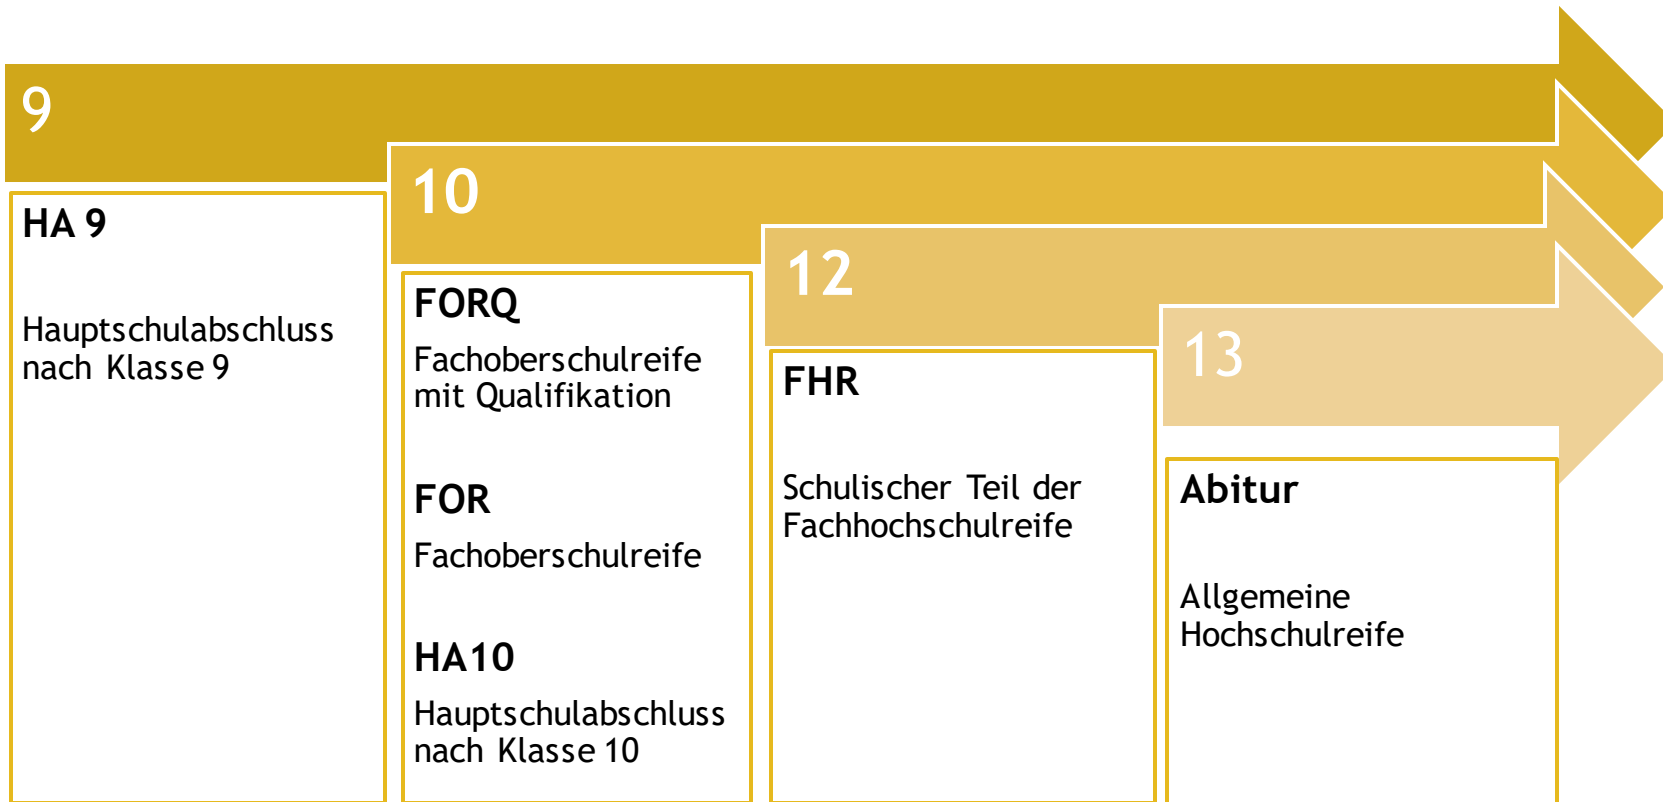 9
HA 9
Hauptschulabschluss
nach Klasse 9
10
FORQ
Fachoberschulreife
mit Qualifikation
FOR
Fachoberschulreife
HA10
Hauptschulabschluss
nach Klasse 10
12
FHR
Schulischer Teil der
Fachhochschulreife
13
Abitur
Allgemeine
Hochschulreife